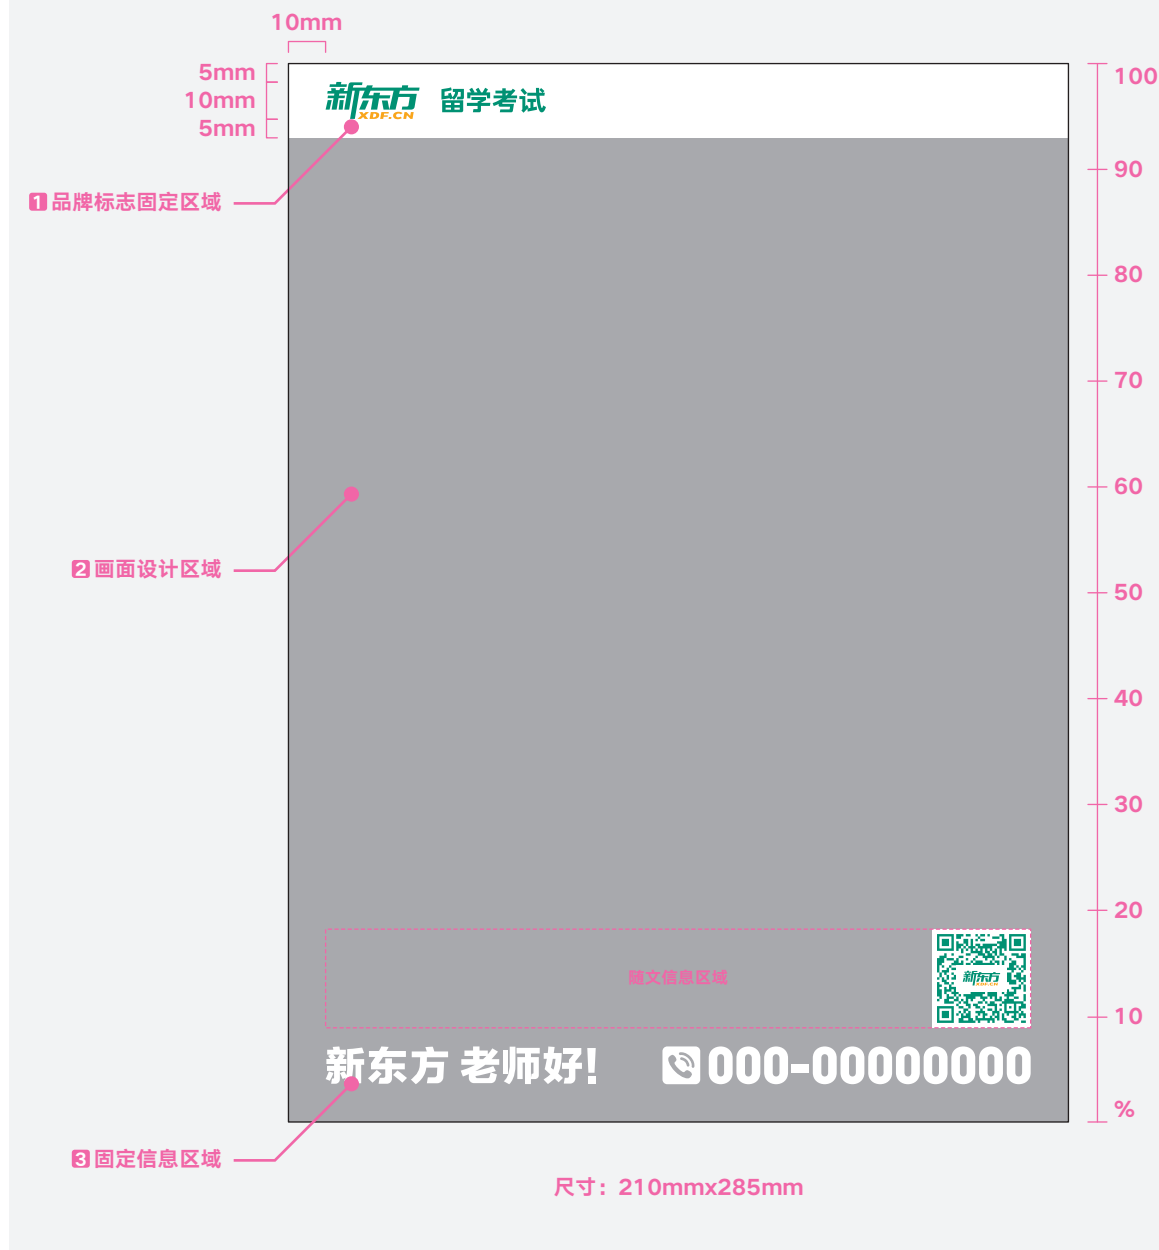 10mm
5mm
10mm
5mm
新东方 留学考试
XDF.CN
1 品牌标志固定区域
2 画面设计区域
随文信息区域
新东方
XDF.CN
新东方 老师好! 000-00000000
3 固定信息区域
尺寸：210mmx285mm
100
90
80
70
60
50
40
30
20
10
%